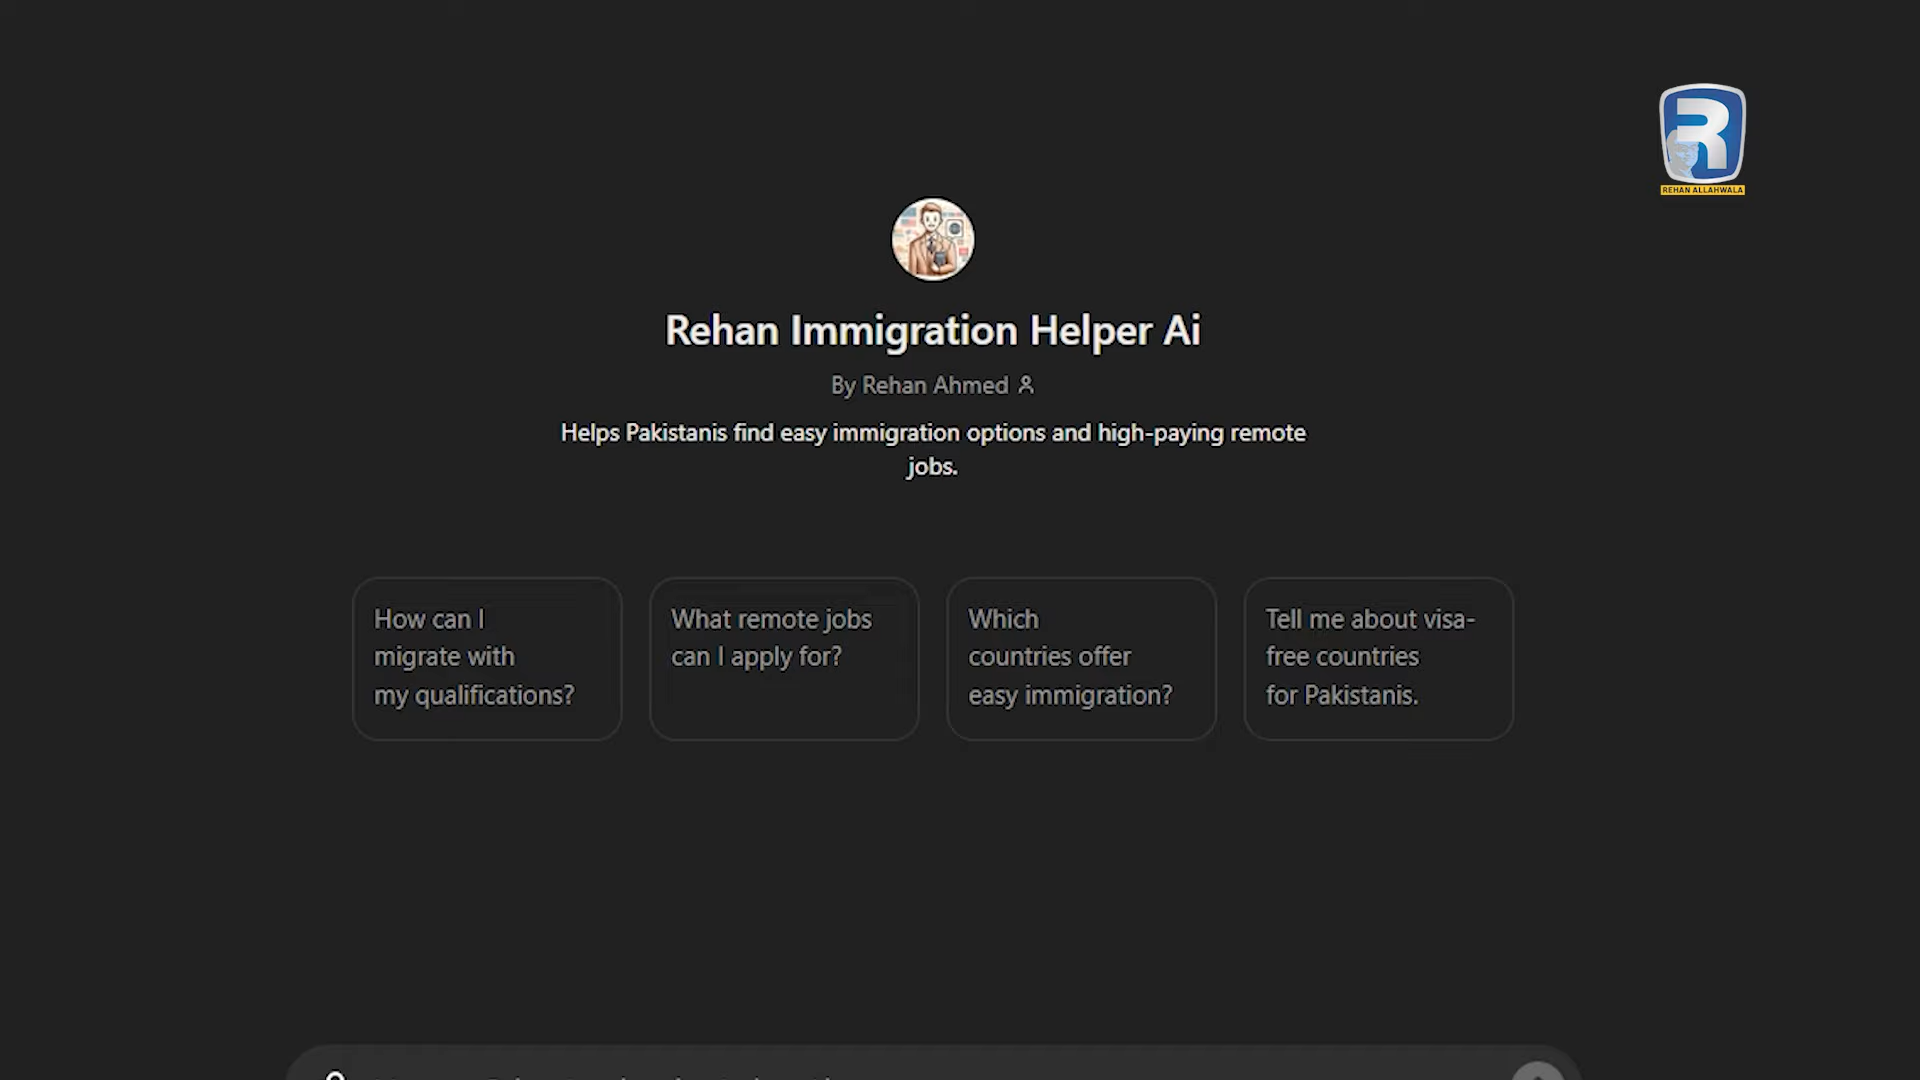 R
REHAN ALLAHWALA
Rehan Immigration Helper Ai
By Rehan Ahmed
Helps Pakistanis find easy immigration options and high-paying remote
jobs.
How can I
migrate with
my qualifications?
What remote jobs
can I apply for?
Which
countries offer
easy immigration?
Tell me about visa-
free countries
for Pakistanis.